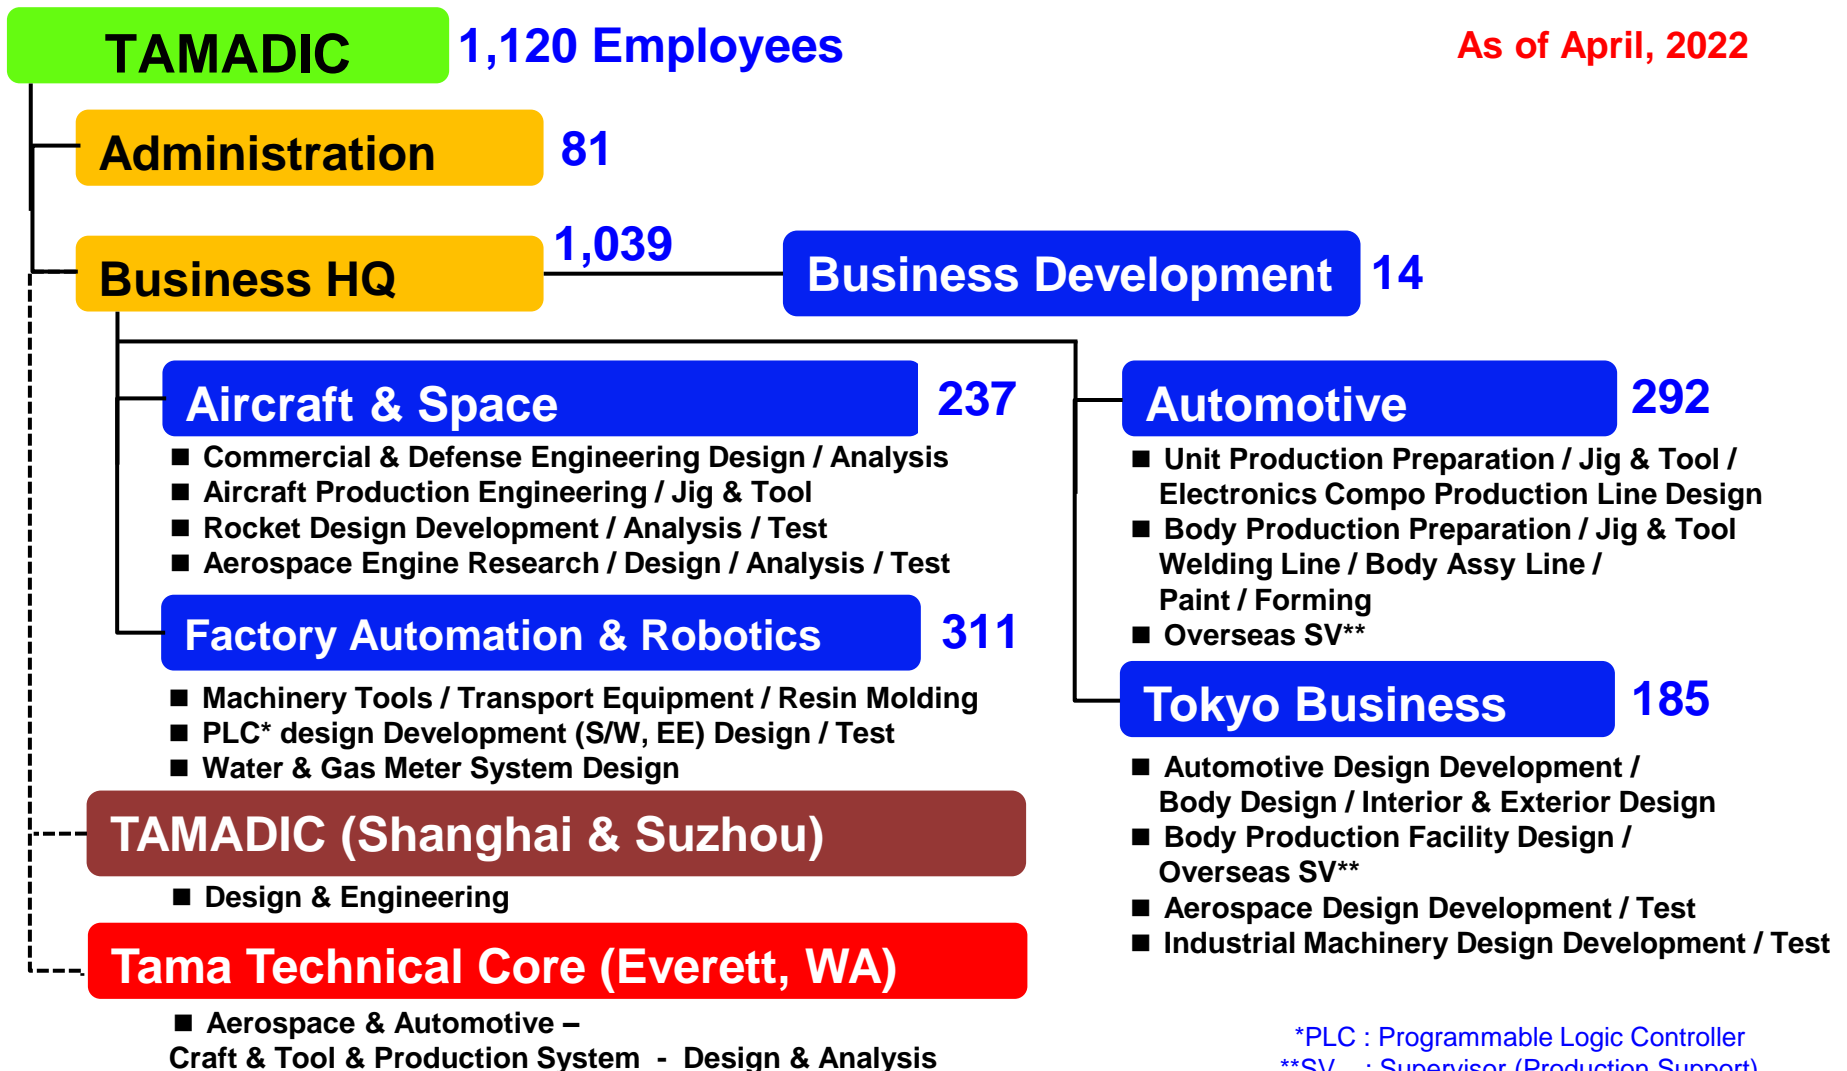 TAMADIC 1,120 Employees
As of April, 2022
Administration 81
Business HQ 1,039
Business Development 14
Aircraft & Space 237
■ Commercial & Defense Engineering Design / Analysis
■ Aircraft Production Engineering / Jig & Tool
■ Rocket Design Development / Analysis / Test
■ Aerospace Engine Research / Design / Analysis / Test
Factory Automation & Robotics 311
■ Machinery Tools / Transport Equipment / Resin Molding
■ PLC* design Development (S/W, EE) Design / Test
■ Water & Gas Meter System Design
TAMADIC (Shanghai & Suzhou)
■ Design & Engineering
Tama Technical Core (Everett, WA)
■ Aerospace & Automotive –
Craft & Tool & Production System - Design & Analysis
Automotive 292
■ Unit Production Preparation / Jig & Tool /
Electronics Compo Production Line Design
■ Body Production Preparation / Jig & Tool
Welding Line / Body Assy Line /
Paint / Forming
■ Overseas SV**
Tokyo Business 185
■ Automotive Design Development /
Body Design / Interior & Exterior Design
■ Body Production Facility Design /
Overseas SV**
■ Aerospace Design Development / Test
■ Industrial Machinery Design Development / Test
*PLC : Programmable Logic Controller
**SV : Supervisor (Production Support)